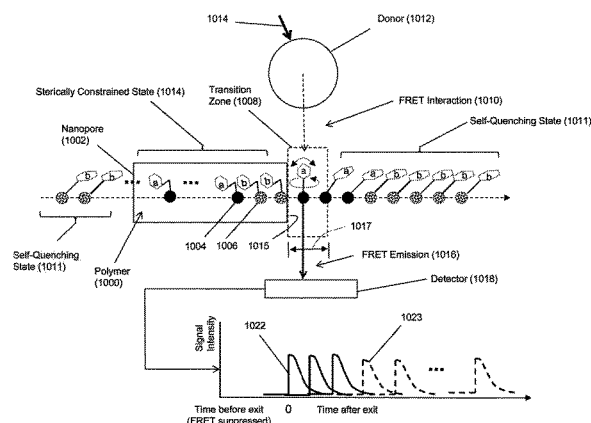 1014
Donor (1012)
Sterically Constrained State (1014)
Transition
Zone (1008)
FRET Interaction (1010)
Nanopore
1002)
Self-Quenching State (1011)
b b ••• a ••• a b b a a a b b b b
1004
1006
1015
1017
Self-Quenching
State (1011)
Polymer
(1000)
FRET Emission (1016)
Detector (1018)
1022
1023
Signal
Intensity
•••
Time before exit
(FRET suppressed)
0
Time after exit